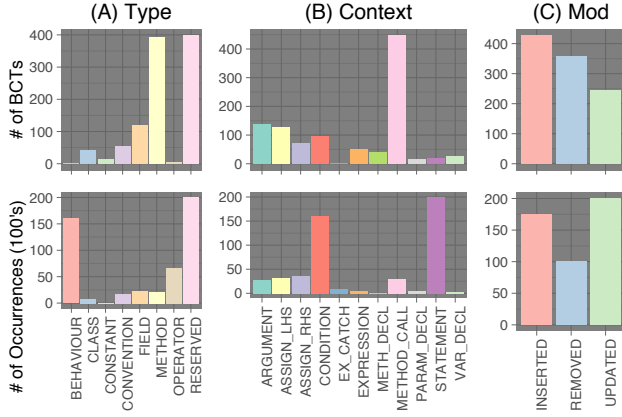 (A) Type
(B) Context
(C) Mod
# of BCTs
400
300
200
100
0
400
300
200
100
0
400
300
200
100
0
# of Occurrences (100's)
200
150
100
50
0
200
150
100
50
0
200
150
100
50
0
BEHAVIOUR
CLASS
CONSTANT
CONVENTION
FIELD
METHOD
OPERATOR
RESERVED
ARGUMENT
ASSIGN_LHS
ASSIGN_RHS
CONDITION
EX_CATCH
EXPRESSION
METH_DECL
METHOD_CALL
PARAM_DECL
STATEMENT
VAR_DECL
INSERTED
REMOVED
UPDATED